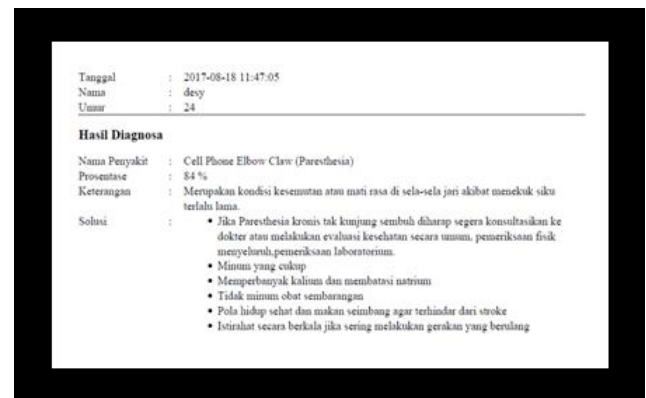 Tanggal : 2017-08-18 11:47:05
Nama : desy
Umur : 24
Hasil Diagnosa
Nama Penyakit : Cell Phone Elbow Claw (Paresthesia)
Prosentase : 84 %
Keterangan : Merupakan kondisi kesemutan atau mati rasa di sela-sela jari akibat menekuk siku
terlalu lama.
Solusi : • Jika Paresthesia kronis tak kunjung sembuh diharap segera konsultasikan ke
dokter atau melakukan evaluasi kesehatan secara umum, pemeriksaan fisik
menyeluruh,pemeriksaan laboratorium.
• Minum yang cukup
• Memperbanyak kalium dan membatasi natrium
• Tidak minum obat sembarangan
• Pola hidup sehat dan makan seimbang agar terhindar dari stroke
• Istirahat secara berkala jika sering melakukan gerakan yang berulang